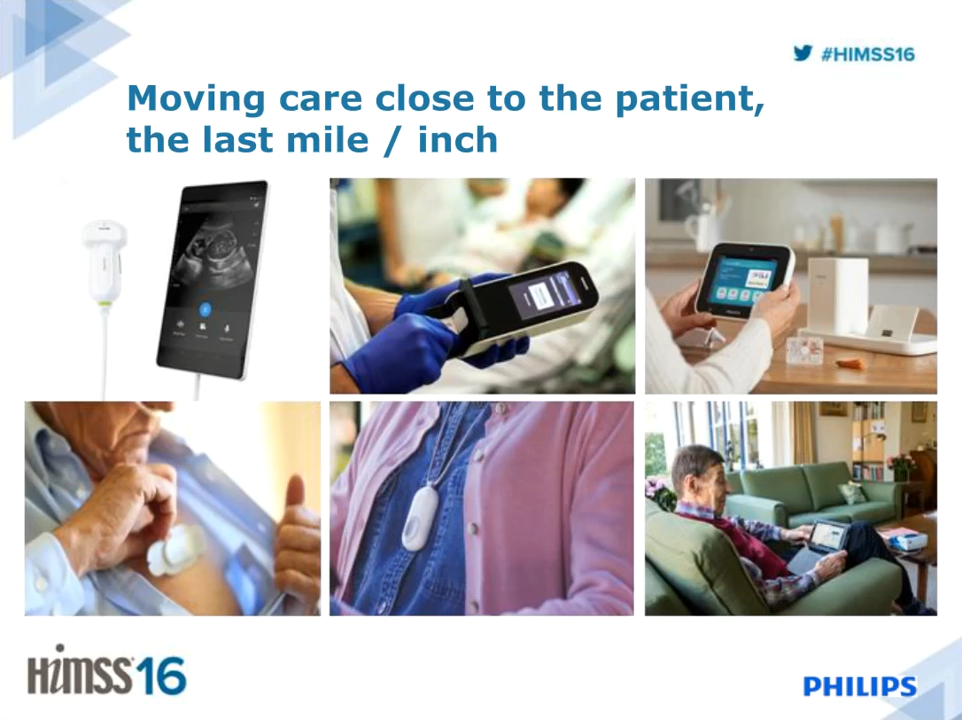 #HIMSS16
Moving care close to the patient,
the last mile / inch
HIMSS16
PHILIPS